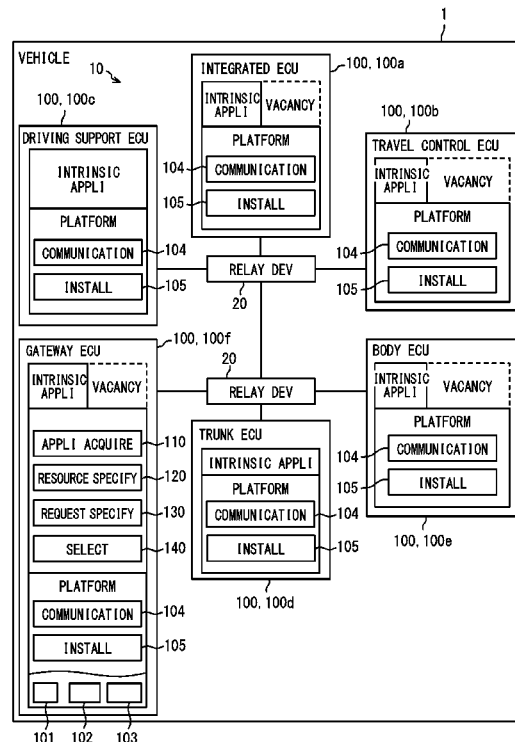 1
VEHICLE
10
INTEGRATED ECU
100, 100a
INTRINSIC
APPLI
VACANCY
PLATFORM
104
COMMUNICATION
105
INSTALL
100, 100c
DRIVING SUPPORT ECU
INTRINSIC
APPLI
PLATFORM
COMMUNICATION
104
INSTALL
105
100, 100b
TRAVEL CONTROL ECU
INTRINSIC
APPLI
VACANCY
PLATFORM
104
COMMUNICATION
105
INSTALL
RELAY DEV
20
GATEWAY ECU
100, 100f
INTRINSIC
APPLI
VACANCY
APPLI ACQUIRE
110
RESOURCE SPECIFY
120
REQUEST SPECIFY
130
SELECT
140
PLATFORM
COMMUNICATION
104
INSTALL
105
101
102
103
20
RELAY DEV
TRUNK ECU
INTRINSIC APPLI
PLATFORM
COMMUNICATION
104
INSTALL
105
100, 100d
BODY ECU
INTRINSIC
APPLI
VACANCY
PLATFORM
104
COMMUNICATION
105
INSTALL
100, 100e